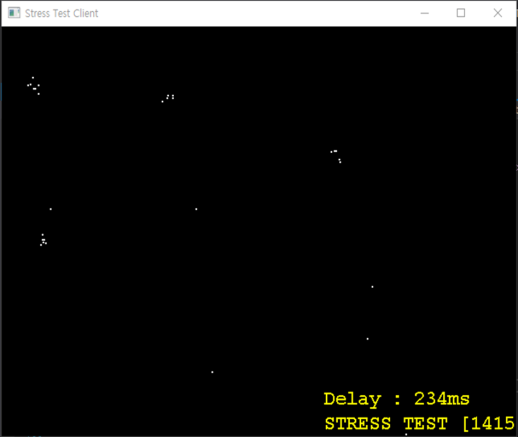 Stress Test Client
Delay : 234ms
STRESS TEST [1415